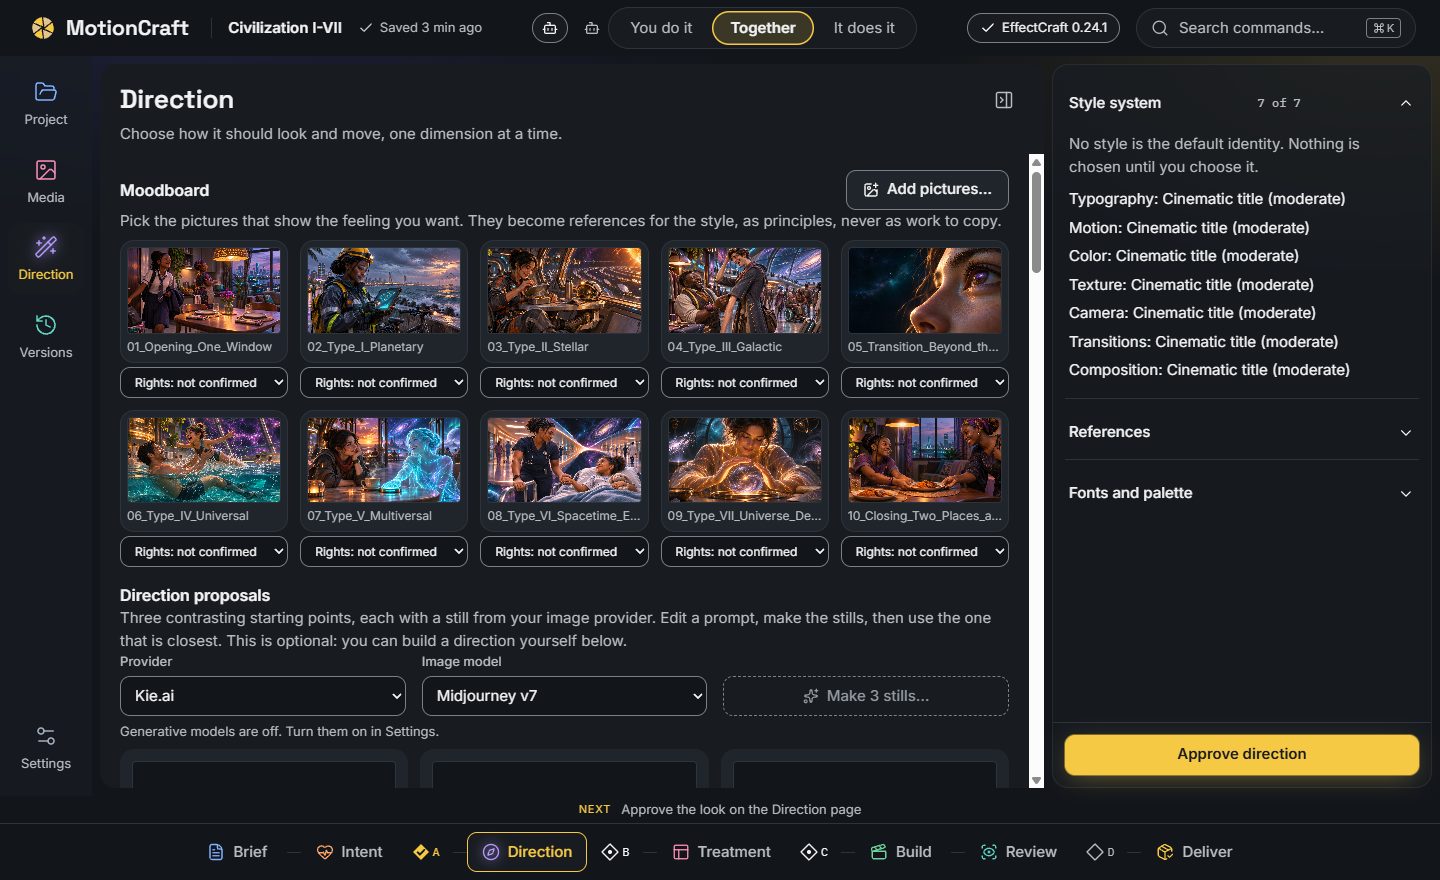 MotionCraft
Civilization I-VII
Saved 3 min ago
You do it
Together
It does it
EffectCraft 0.24.1
Search commands...
⌘K
Project
Media
Direction
Versions
Settings
Direction
Choose how it should look and move, one dimension at a time.
Moodboard
Add pictures...
Pick the pictures that show the feeling you want. They become references for the style, as principles, never as work to copy.
01_Opening_One_Window
02_Type_I_Planetary
03_Type_II_Stellar
04_Type_III_Galactic
05_Transition_Beyond_th...
Rights: not confirmed
Rights: not confirmed
Rights: not confirmed
Rights: not confirmed
Rights: not confirmed
06_Type_IV_Universal
07_Type_V_Multiversal
08_Type_VI_Spacetime_E...
09_Type_VII_Universe_De...
10_Closing_Two_Places_a...
Rights: not confirmed
Rights: not confirmed
Rights: not confirmed
Rights: not confirmed
Rights: not confirmed
Direction proposals
Three contrasting starting points, each with a still from your image provider. Edit a prompt, make the stills, then use the one
that is closest. This is optional: you can build a direction yourself below.
Provider
Image model
Kie.ai
Midjourney v7
Make 3 stills...
Generative models are off. Turn them on in Settings.
Style system
7 of 7
No style is the default identity. Nothing is
chosen until you choose it.
Typography: Cinematic title (moderate)
Motion: Cinematic title (moderate)
Color: Cinematic title (moderate)
Texture: Cinematic title (moderate)
Camera: Cinematic title (moderate)
Transitions: Cinematic title (moderate)
Composition: Cinematic title (moderate)
References
Fonts and palette
Approve direction
NEXT Approve the look on the Direction page
Brief
Intent
A
Direction
B
Treatment
C
Build
Review
D
Deliver